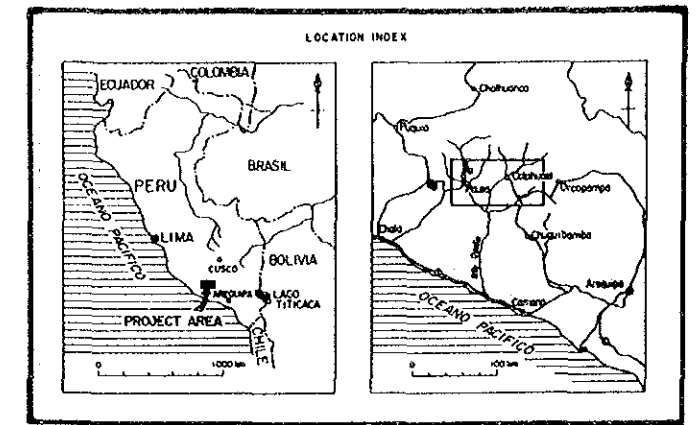 LOCATION INDEX
COLOMBIA
ECUADOR
BRASIL
PERU
OCEANO PACIFICO
LIMA
BOLIVIA
CUSCO
AREQUIPA
LAGO
TITICACA
PROJECT AREA
CHILE
0 1000 km
Chalhuanca
Puquio
Orcopampa
Chala
Chuquibamba
Arequipa
Camana
OCEANO PACIFICO
0 100 km